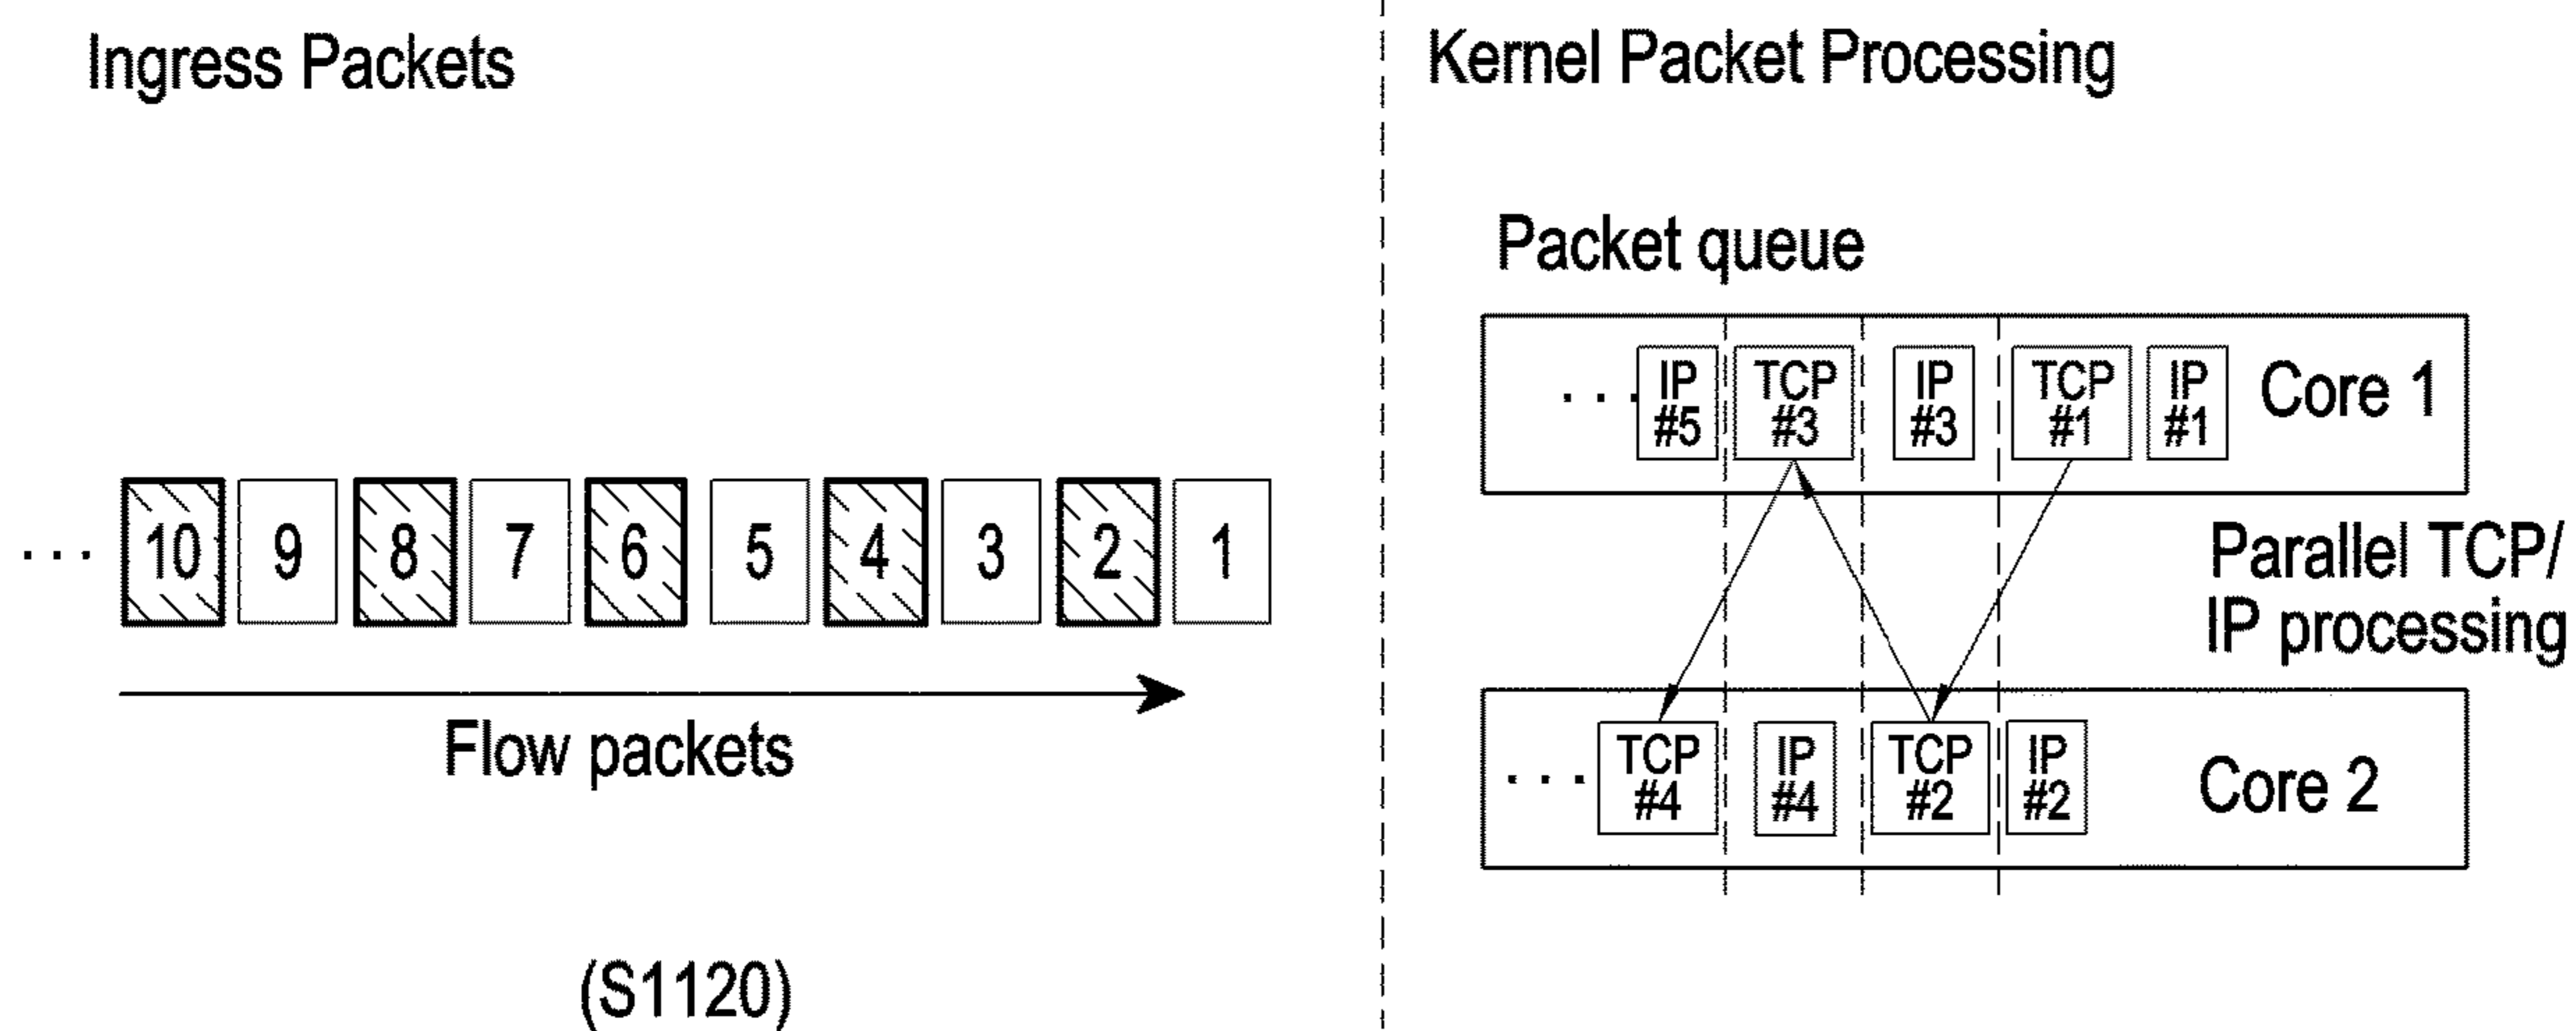 Ingress Packets
... 10 9 8 7 6 5 4 3 2 1
Flow packets
(S1120)
Kernel Packet Processing
Packet queue
... IP TCP IP TCP IP
#5 #3 #3 #1 #1
Core 1
Parallel TCP/
IP processing
... TCP IP TCP IP
#4 #4 #2 #2
Core 2